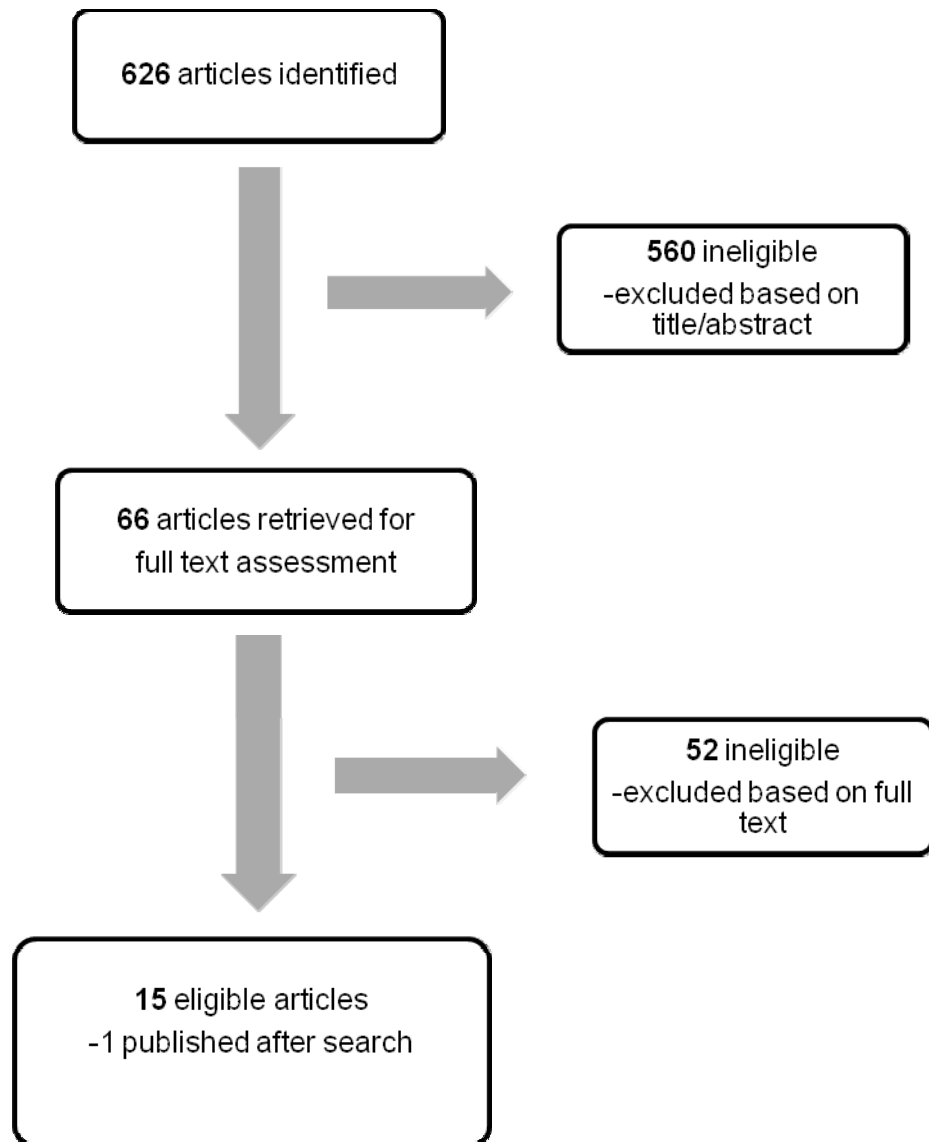 626 articles identified
560 ineligible
-excluded based on
title/abstract
66 articles retrieved for
full text assessment
52 ineligible
-excluded based on full
text
15 eligible articles
-1 published after search